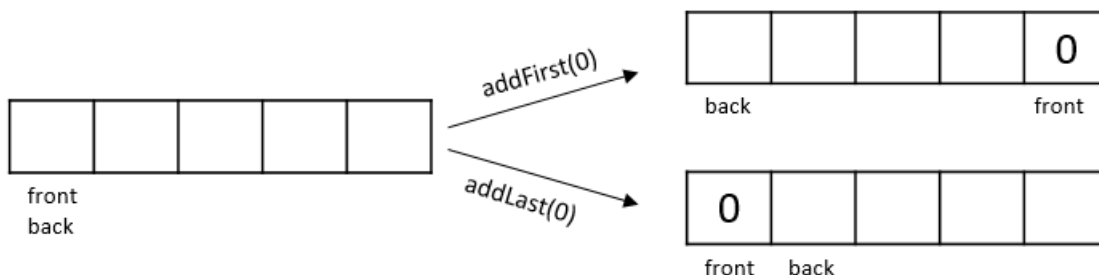 front
back
addFirst(0)
0
back front
addLast(0)
0
front back